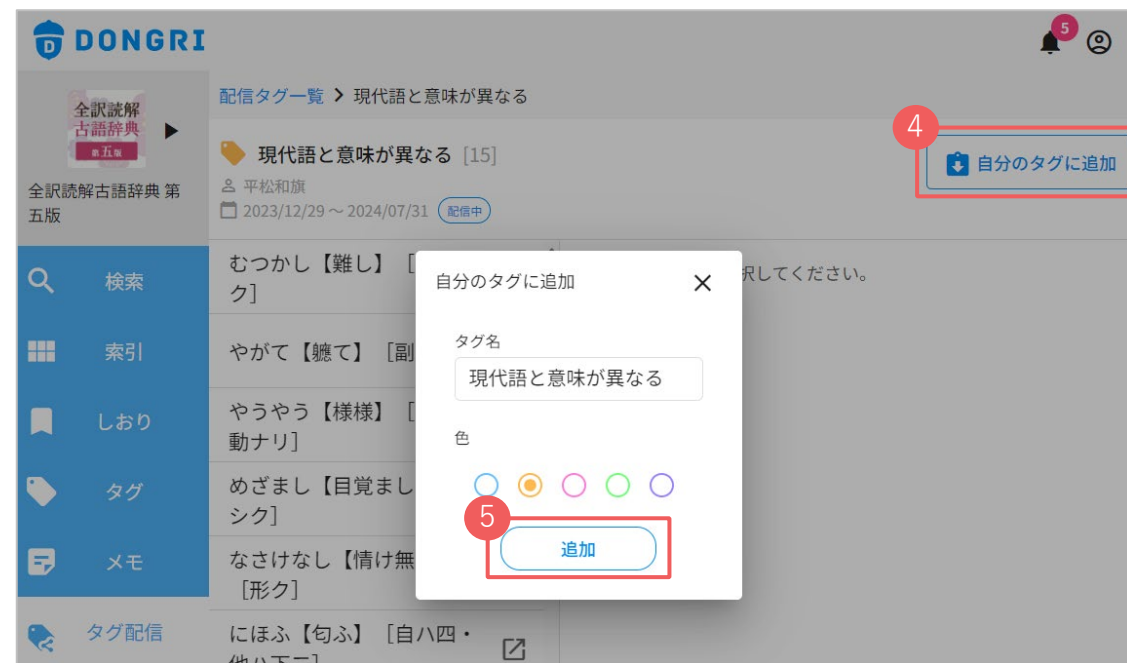 DONGRI
5
全訳読解
古語辞典
第五版
全訳読解古語辞典 第
五版
配信タグ一覧 > 現代語と意味が異なる
現代語と意味が異なる [15]
平松和旗
2023/12/29 ~ 2024/07/31 配信中
4
自分のタグに追加
検索
索引
しおり
タグ
メモ
タグ配信
むつかし【難し】 [
ク]
やがて【軈て】 [副
やうやう【様様】 [
動ナリ]
めざまし【目覚まし
シク]
なさけなし【情け無
[形ク]
にほふ【匂ふ】 [自ハ四・
他ハ下二]
択してください。
自分のタグに追加
タグ名
現代語と意味が異なる
色
5
追加